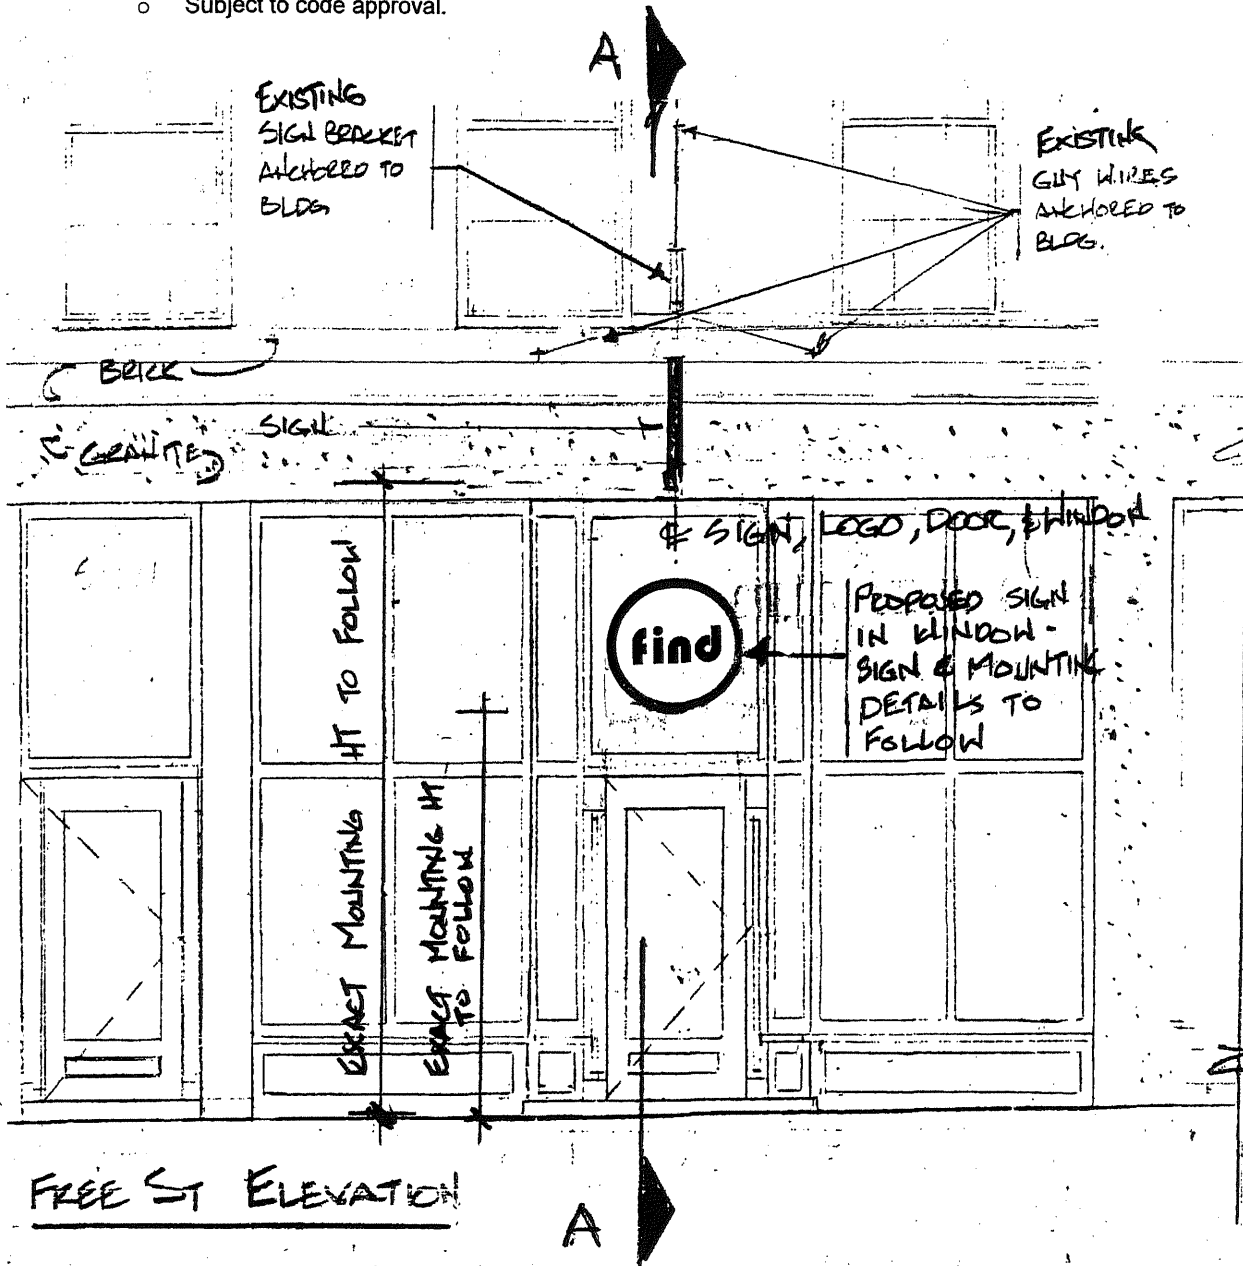 o Subject to code approval.
A
EXISTING
SIGN BRACKET
ANCHORED TO
BLDG
EXISTING
GUY WIRES
ANCHORED TO
BLDG.
BRICK
SIGN
GRANITE
℄ SIGN, LOGO, DOOR, & WINDOW
find
PROPOSED SIGN
IN WINDOW -
SIGN & MOUNTING
DETAILS TO
FOLLOW
EXACT MOUNTING HT TO FOLLOW
EXACT MOUNTING HT
TO FOLLOW
FREE ST ELEVATION
A